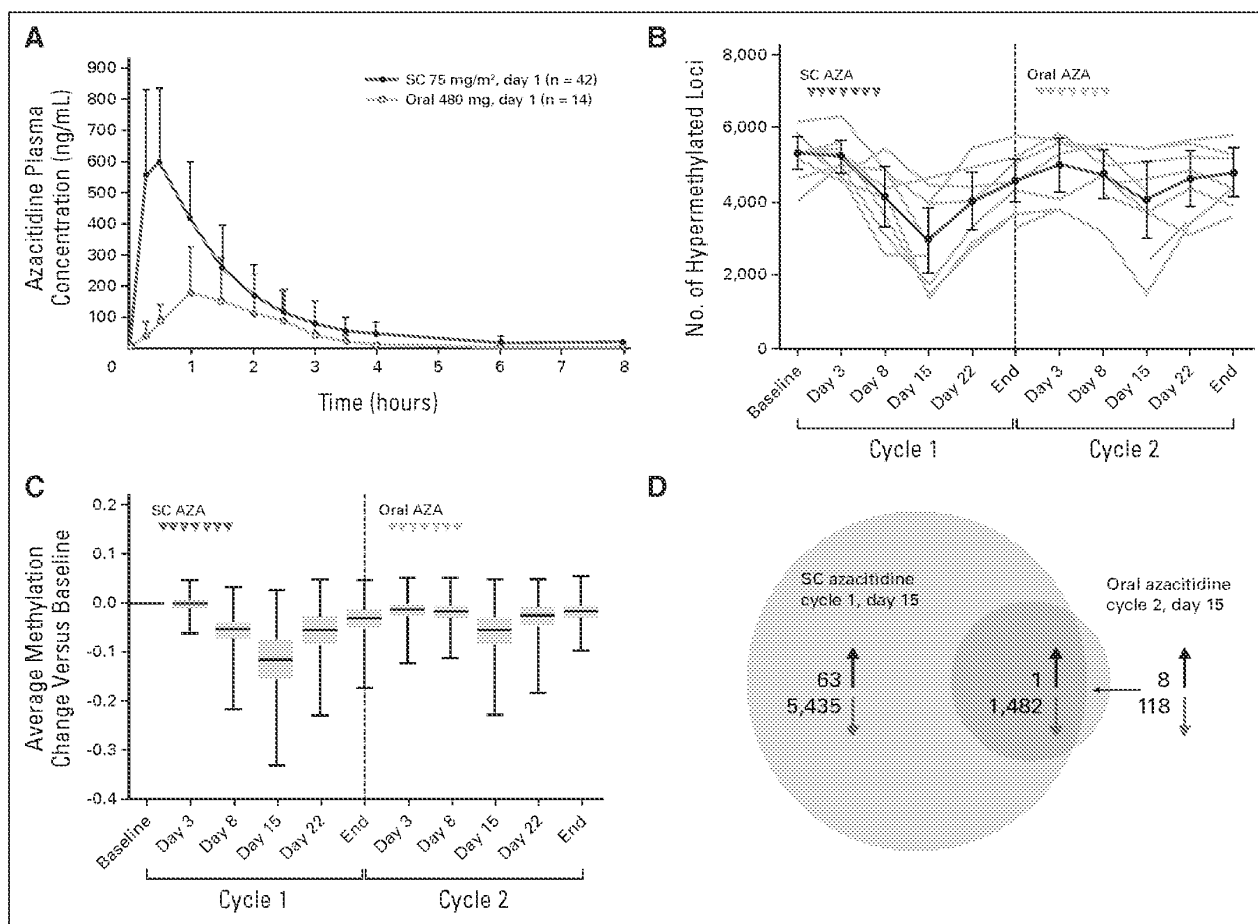 A
900
800
700
600
500
400
300
200
100
0
1
2
3
4
5
6
7
8
Azacitidine Plasma
Concentration (ng/mL)
Time (hours)
SC 75 mg/m², day 1 (n = 42)
Oral 480 mg, day 1 (n = 14)
B
8,000
6,000
4,000
2,000
0
No. of Hypermethylated Loci
SC AZA
Oral AZA
Baseline
Day 3
Day 8
Day 15
Day 22
End
Day 3
Day 8
Day 15
Day 22
End
Cycle 1
Cycle 2
C
0.2
0.1
0.0
-0.1
-0.2
-0.3
-0.4
Average Methylation
Change Versus Baseline
SC AZA
Oral AZA
Baseline
Day 3
Day 8
Day 15
Day 22
End
Day 3
Day 8
Day 15
Day 22
End
Cycle 1
Cycle 2
D
SC azacitidine
cycle 1, day 15
Oral azacitidine
cycle 2, day 15
63
5,435
1
1,482
8
118